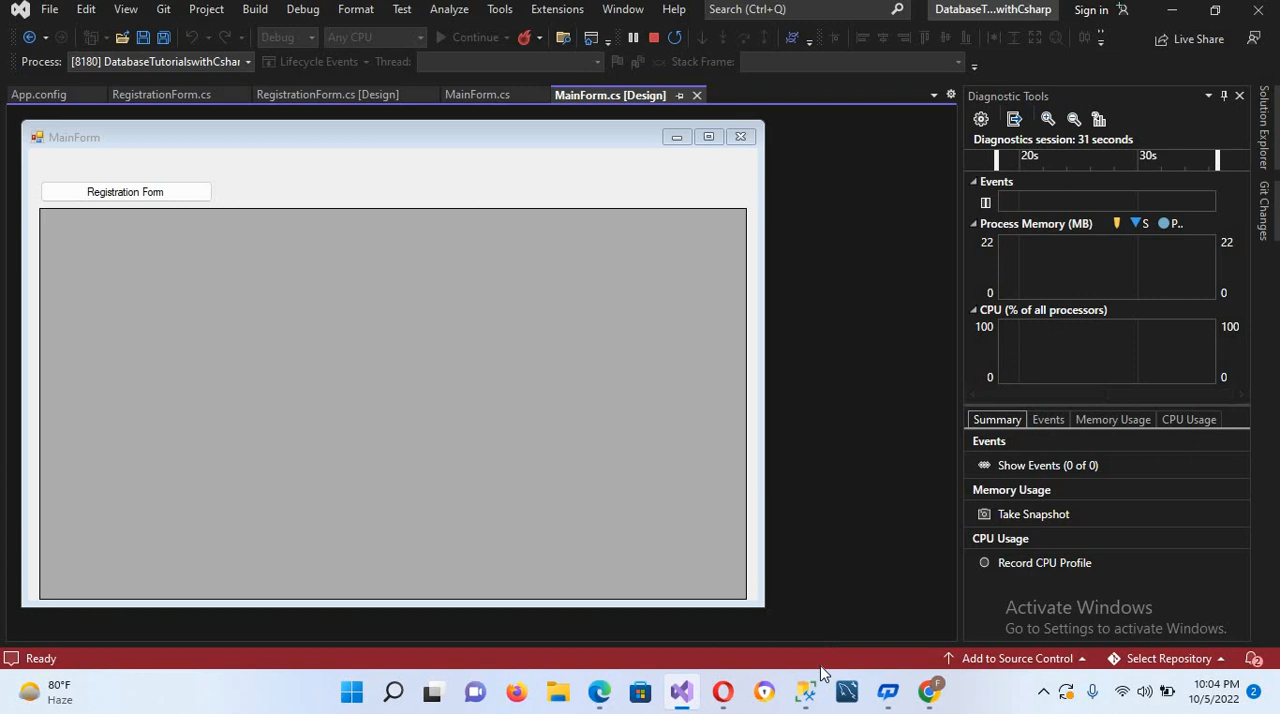 File Edit View Git Project Build Debug Format Test Analyze Tools Extensions Window Help Search (Ctrl+Q) DatabaseT...withCsharp Sign in
Debug Any CPU Continue Live Share
Process: [8180] DatabaseTutorialswithCshar Lifecycle Events Thread: Stack Frame:
App.config RegistrationForm.cs RegistrationForm.cs [Design] MainForm.cs MainForm.cs [Design]
MainForm
Registration Form
Diagnostic Tools
Diagnostics session: 31 seconds
20s 30s
Events
Process Memory (MB) S P..
22 22
0 0
CPU (% of all processors)
100 100
0 0
Summary Events Memory Usage CPU Usage
Events
Show Events (0 of 0)
Memory Usage
Take Snapshot
CPU Usage
Record CPU Profile
Activate Windows
Go to Settings to activate Windows.
Solution Explorer
Git Changes
Ready Add to Source Control Select Repository 2
80°F
Haze
F
10:04 PM
10/5/2022
2